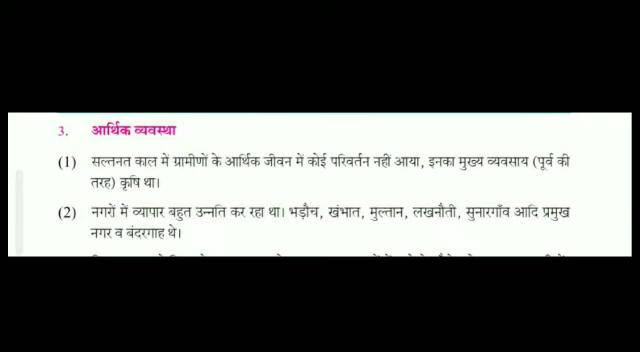 3. आर्थिक व्यवस्था
(1) सल्तनत काल में ग्रामीणों के आर्थिक जीवन में कोई परिवर्तन नहीं आया, इनका मुख्य व्यवसाय (पूर्व की
तरह) कृषि था।
(2) नगरों में व्यापार बहुत उन्नति कर रहा था। भड़ौच, खंभात, मुल्तान, लखनौती, सुनारगाँव आदि प्रमुख
नगर व बंदरगाह थे।